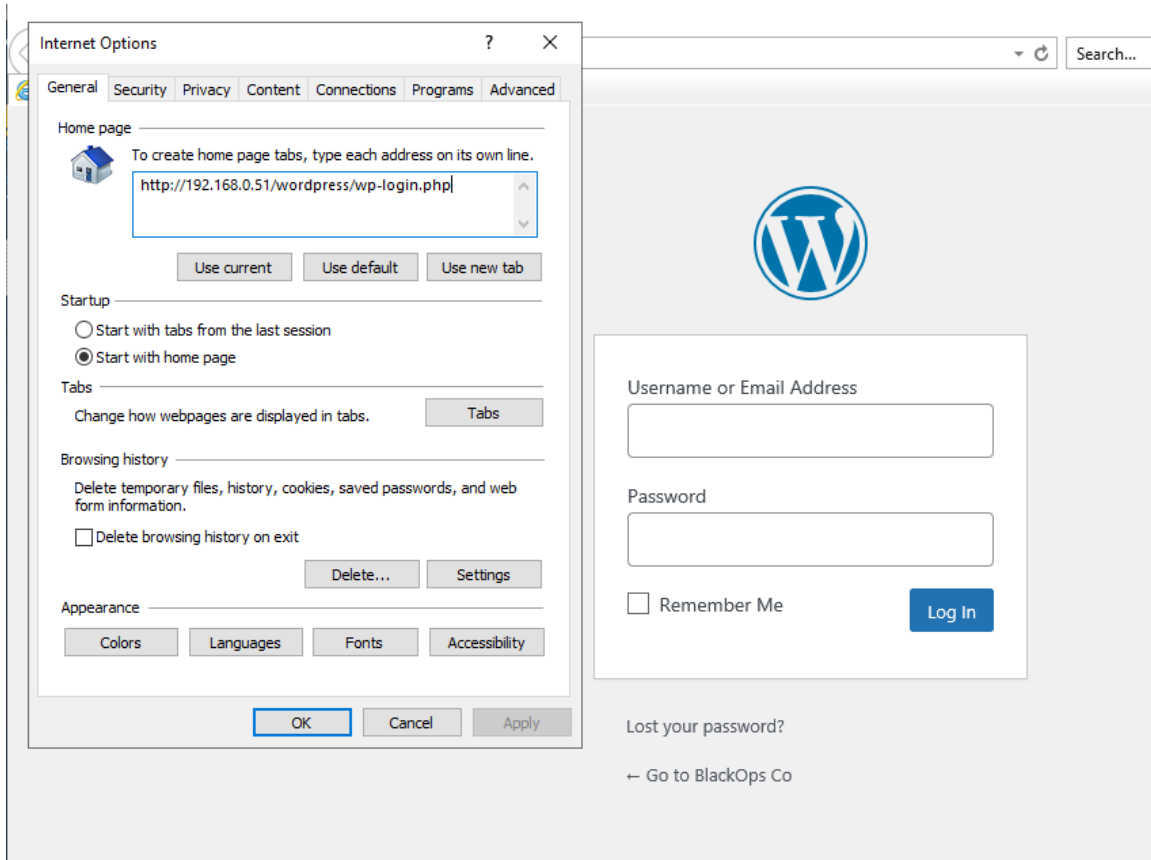 Internet Options
?
General Security Privacy Content Connections Programs Advanced
Home page
To create home page tabs, type each address on its own line.
http://192.168.0.51/wordpress/wp-login.php
Use current Use default Use new tab
Startup
Start with tabs from the last session
Start with home page
Tabs
Change how webpages are displayed in tabs.
Tabs
Browsing history
Delete temporary files, history, cookies, saved passwords, and web
form information.
Delete browsing history on exit
Delete... Settings
Appearance
Colors Languages Fonts Accessibility
OK Cancel Apply
Search...
Username or Email Address
Password
Remember Me
Log In
Lost your password?
← Go to BlackOps Co